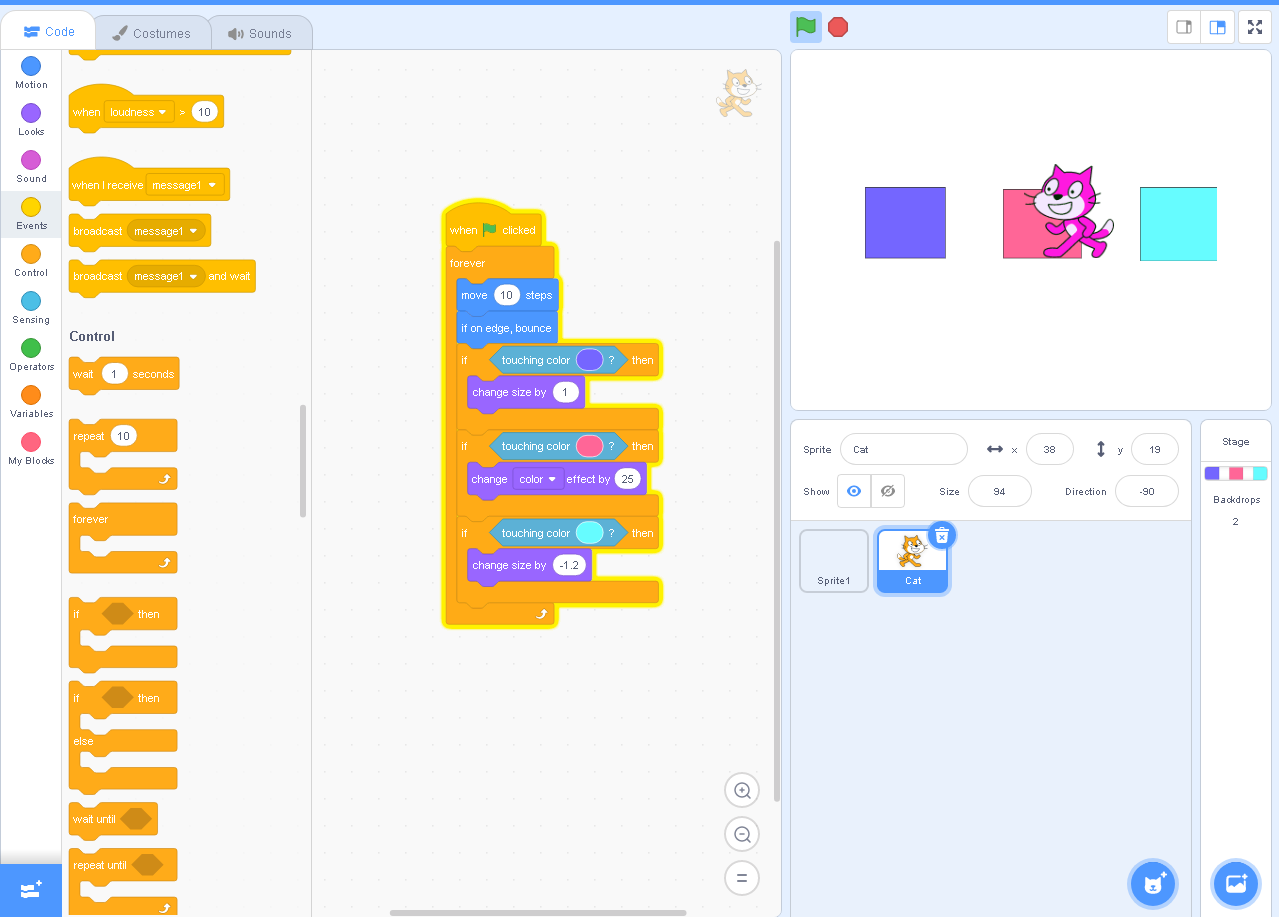 Code
Costumes
Sounds
Motion
Looks
Sound
Events
Control
Sensing
Operators
Variables
My Blocks
when loudness > 10
when I receive message1
broadcast message1
broadcast message1 and wait
Control
wait 1 seconds
repeat 10
forever
if then
if then
else
wait until
repeat until
when clicked
forever
move 10 steps
if on edge, bounce
if touching color ? then
change size by 1
if touching color ? then
change color effect by 25
if touching color ? then
change size by -1.2
Sprite Cat x 38 y 19
Show Size 94 Direction -90
Sprite1
Cat
Stage
Backdrops
2